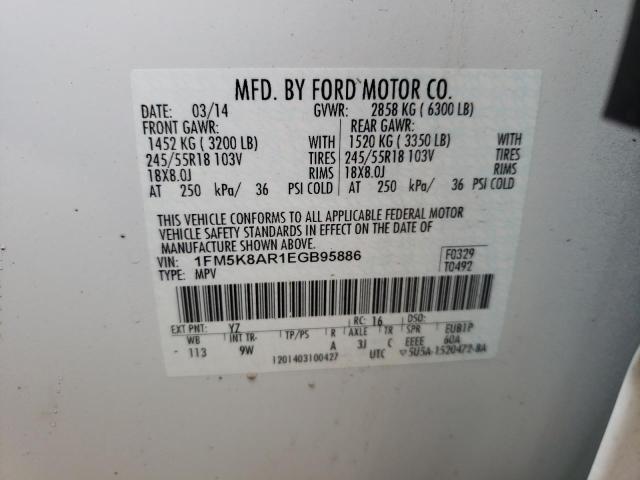 MFD. BY FORD MOTOR CO.
DATE: 03/14 GVWR: 2858 KG ( 6300 LB)
FRONT GAWR: REAR GAWR:
1452 KG ( 3200 LB) WITH 1520 KG ( 3350 LB) WITH
245/55R18 103V TIRES 245/55R18 103V TIRES
18X8.0J RIMS 18X8.0J RIMS
AT 250 kPa/ 36 PSI COLD AT 250 kPa/ 36 PSI COLD
THIS VEHICLE CONFORMS TO ALL APPLICABLE FEDERAL MOTOR
VEHICLE SAFETY STANDARDS IN EFFECT ON THE DATE OF
MANUFACTURE SHOWN ABOVE.
VIN: 1FM5K8AR1EGB95886 F0329
TYPE: MPV T0492
EXT PNT: YZ RC: 16 DSO:
WB INT TR TP/PS R AXLE TR SPR EUB1P
113 9W A 3J C EEEE 60A
1201403100427 UTC 5U5A-1520472-BA